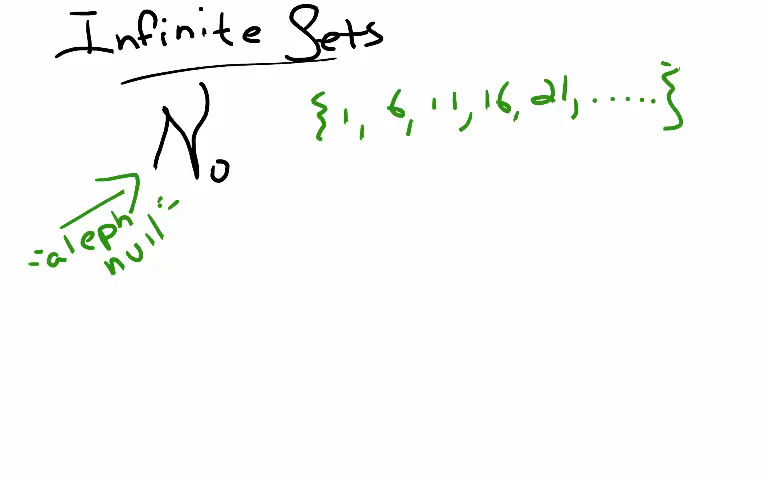 Infinite Sets
ℵ₀
{1, 6, 11, 16, 21, .....}
"aleph
null"